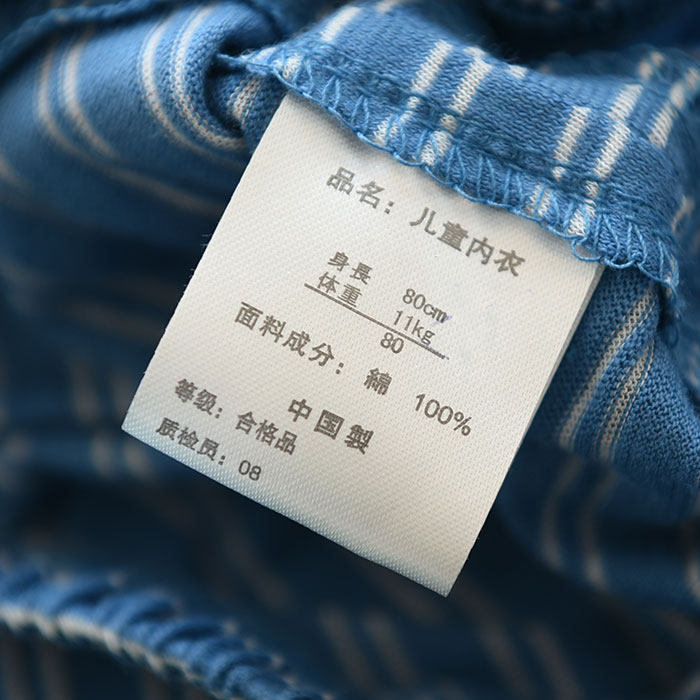 品名：儿童内衣
身長 80cm
体重 11kg
80
面料成分：綿 100%
中国製
等级：合格品
质检员：08